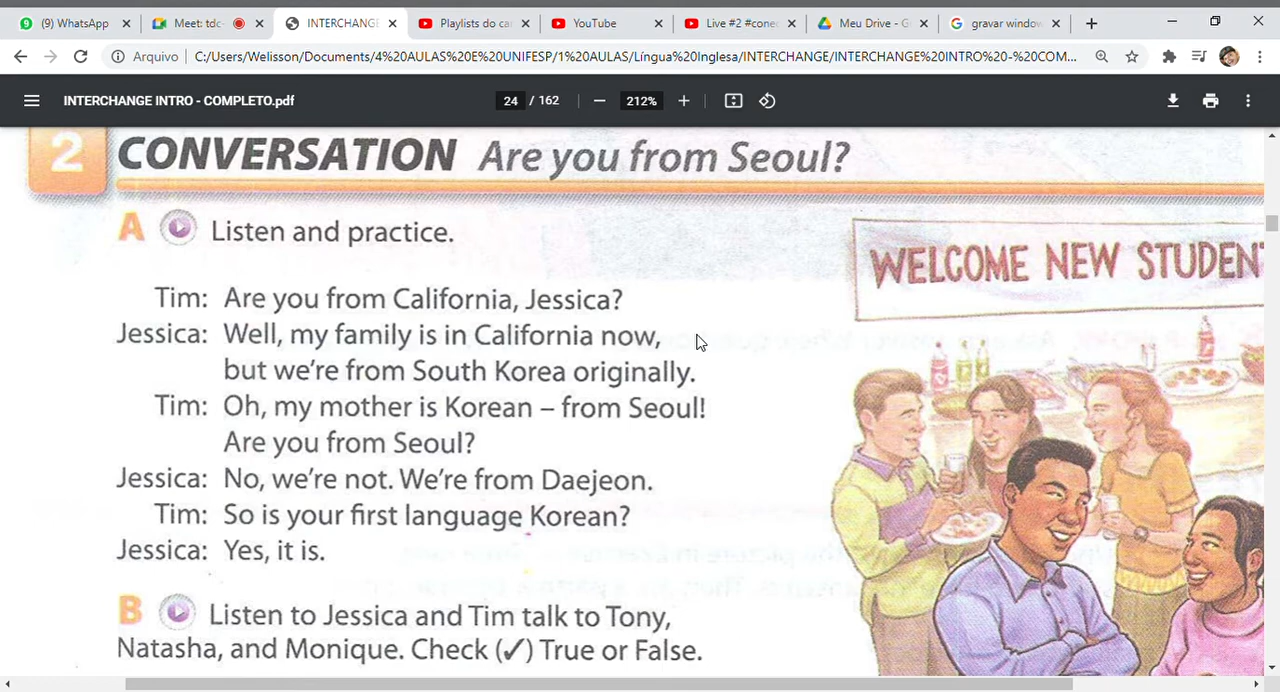 (9) WhatsApp
Meet: tdc-
INTERCHANGE
Playlists do ca
YouTube
Live #2 #conec
Meu Drive - G
gravar window
Arquivo
C:/Users/Welisson/Documents/4%20AULAS%20E%20UNIFESP/1%20AULAS/Língua%20Inglesa/INTERCHANGE/INTERCHANGE%20INTRO%20-%20COM...
INTERCHANGE INTRO - COMPLETO.pdf
24 / 162
212%
2 CONVERSATION Are you from Seoul?
A Listen and practice.
WELCOME NEW STUDEN
Tim: Are you from California, Jessica?
Jessica: Well, my family is in California now,
but we're from South Korea originally.
Tim: Oh, my mother is Korean – from Seoul!
Are you from Seoul?
Jessica: No, we're not. We're from Daejeon.
Tim: So is your first language Korean?
Jessica: Yes, it is.
B Listen to Jessica and Tim talk to Tony,
Natasha, and Monique. Check (✓) True or False.